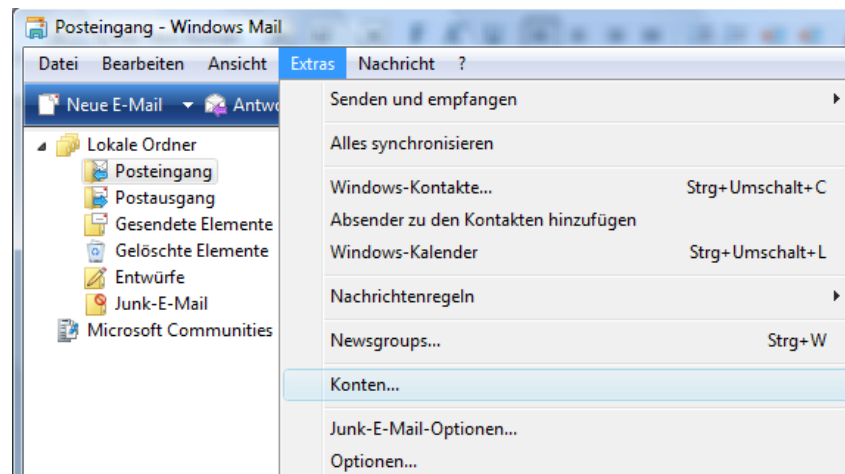 Posteingang - Windows Mail
Datei Bearbeiten Ansicht Extras Nachricht ?
Neue E-Mail
Lokale Ordner
Posteingang
Postausgang
Gesendete Elemente
Gelöschte Elemente
Entwürfe
Junk-E-Mail
Microsoft Communities
Senden und empfangen
Alles synchronisieren
Windows-Kontakte... Strg+Umschalt+C
Absender zu den Kontakten hinzufügen
Windows-Kalender Strg+Umschalt+L
Nachrichtenregeln
Newsgroups... Strg+W
Konten...
Junk-E-Mail-Optionen...
Optionen...